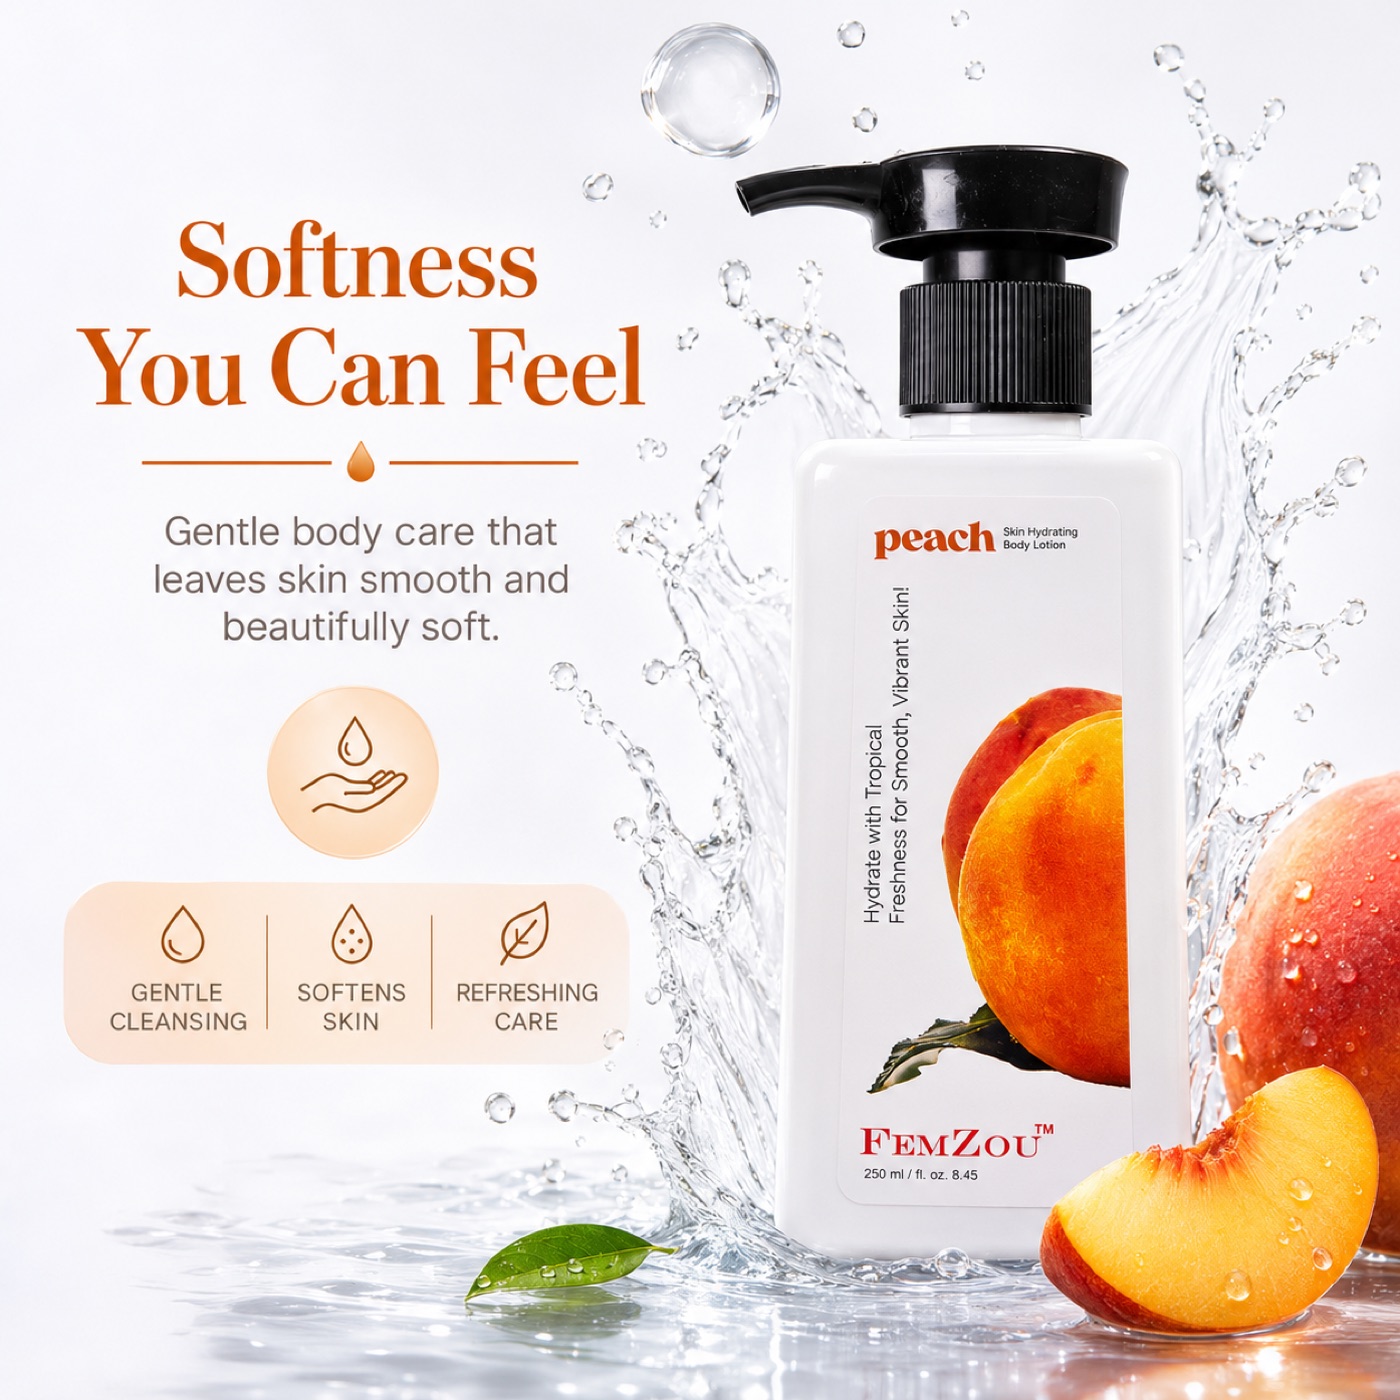 Softness
You Can Feel
Gentle body care that
leaves skin smooth and
beautifully soft.
GENTLE
CLEANSING
SOFTENS
SKIN
REFRESHING
CARE
peach
Skin Hydrating
Body Lotion
Hydrate with Tropical
Freshness for Smooth, Vibrant Skin!
FEMZOU™
250 ml / fl. oz. 8.45